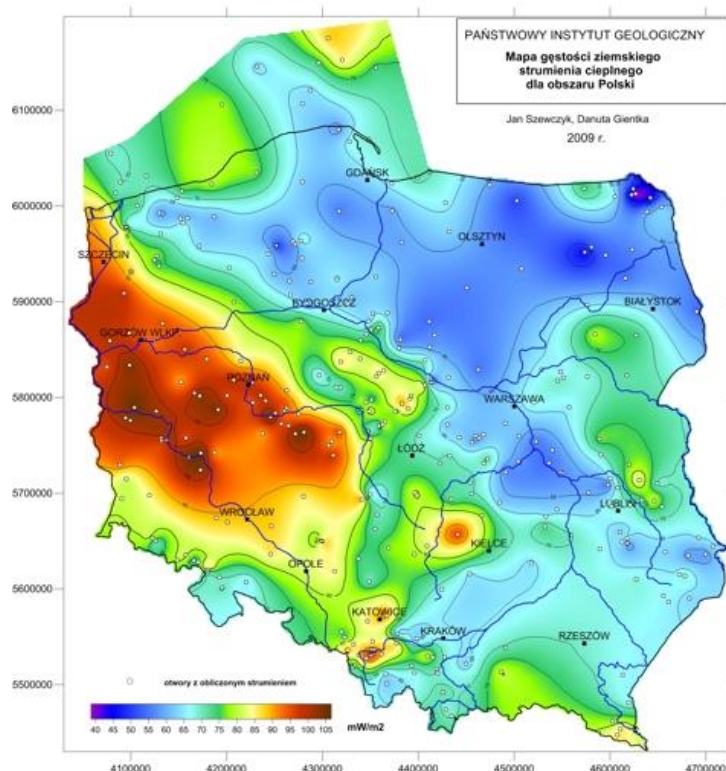 PAŃSTWOWY INSTYTUT GEOLOGICZNY
Mapa gęstości ziemskiego
strumienia cieplnego
dla obszaru Polski
Jan Szewczyk, Danuta Gientka
2009 r.
6100000
GDAŃSK
6000000
OLSZTYN
SZCZECIN
5900000
BYDGOSZCZ
BIAŁYSTOK
GORZÓW WLKP
POZNAŃ
5800000
WARSZAWA
ŁÓDŹ
5700000
WROCŁAW
LUBLIN
KIELCE
OPOLE
5600000
KATOWICE
KRAKÓW
RZESZÓW
5500000
otwory z obliczonym strumieniem
40 45 50 55 60 65 70 75 80 85 90 95 100 105
mW/m2
4100000 4200000 4300000 4400000 4500000 4600000 4700000